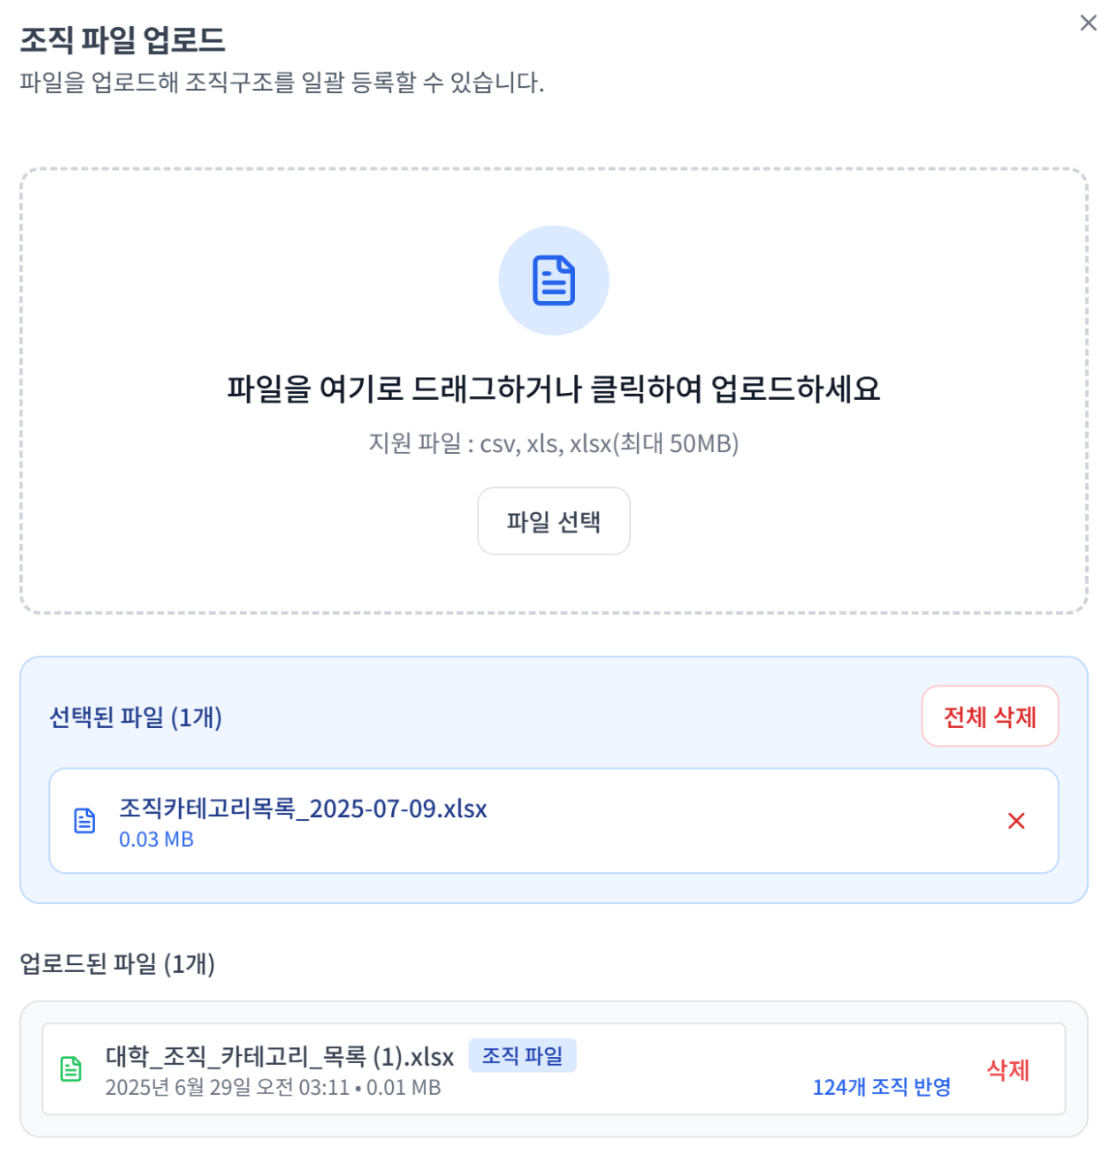 조직 파일 업로드
파일을 업로드해 조직구조를 일괄 등록할 수 있습니다.
파일을 여기로 드래그하거나 클릭하여 업로드하세요
지원 파일 : csv, xls, xlsx(최대 50MB)
파일 선택
선택된 파일 (1개)
전체 삭제
조직카테고리목록_2025-07-09.xlsx
0.03 MB
업로드된 파일 (1개)
대학_조직_카테고리_목록 (1).xlsx 조직 파일
2025년 6월 29일 오전 03:11 • 0.01 MB
124개 조직 반영
삭제